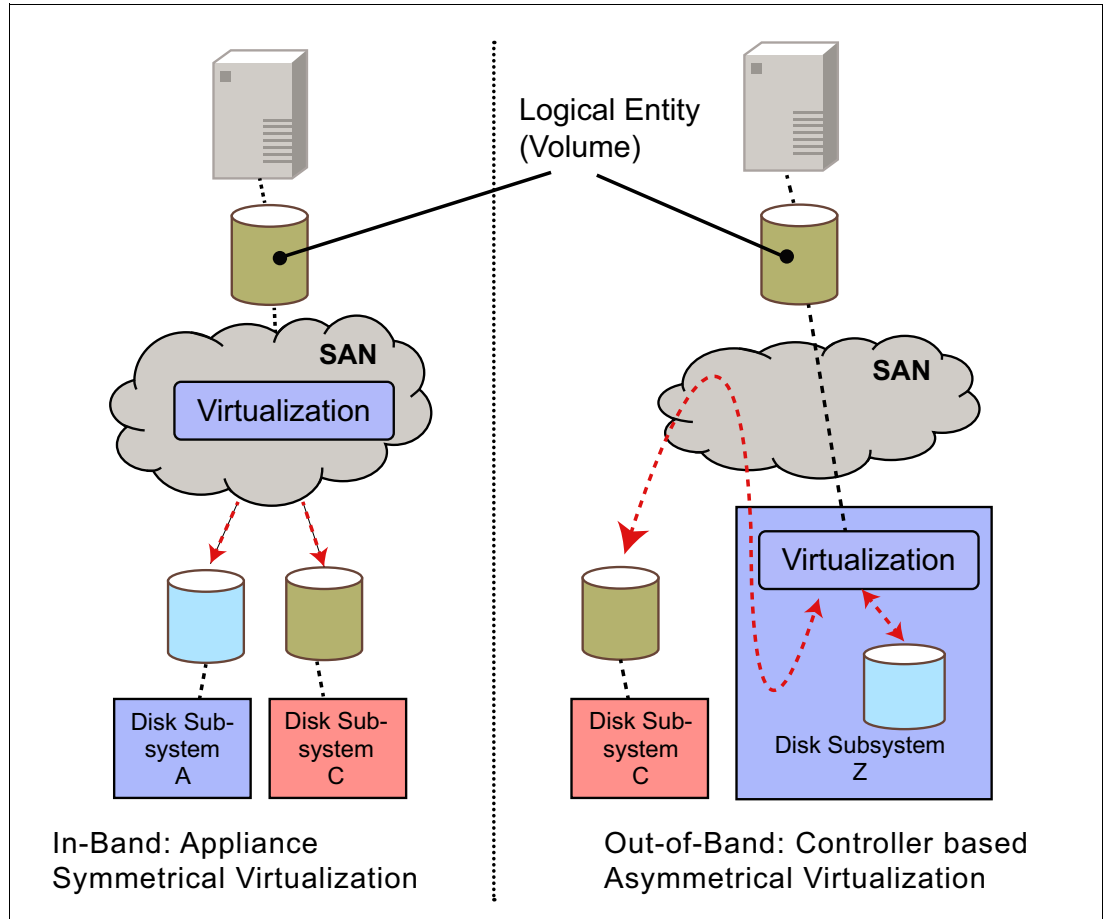 Logical Entity
(Volume)
SAN
Virtualization
Disk Sub-
system
A
Disk Sub-
system
C
In-Band: Appliance
Symmetrical Virtualization
SAN
Virtualization
Disk Sub-
system
C
Disk Subsystem
Z
Out-of-Band: Controller based
Asymmetrical Virtualization